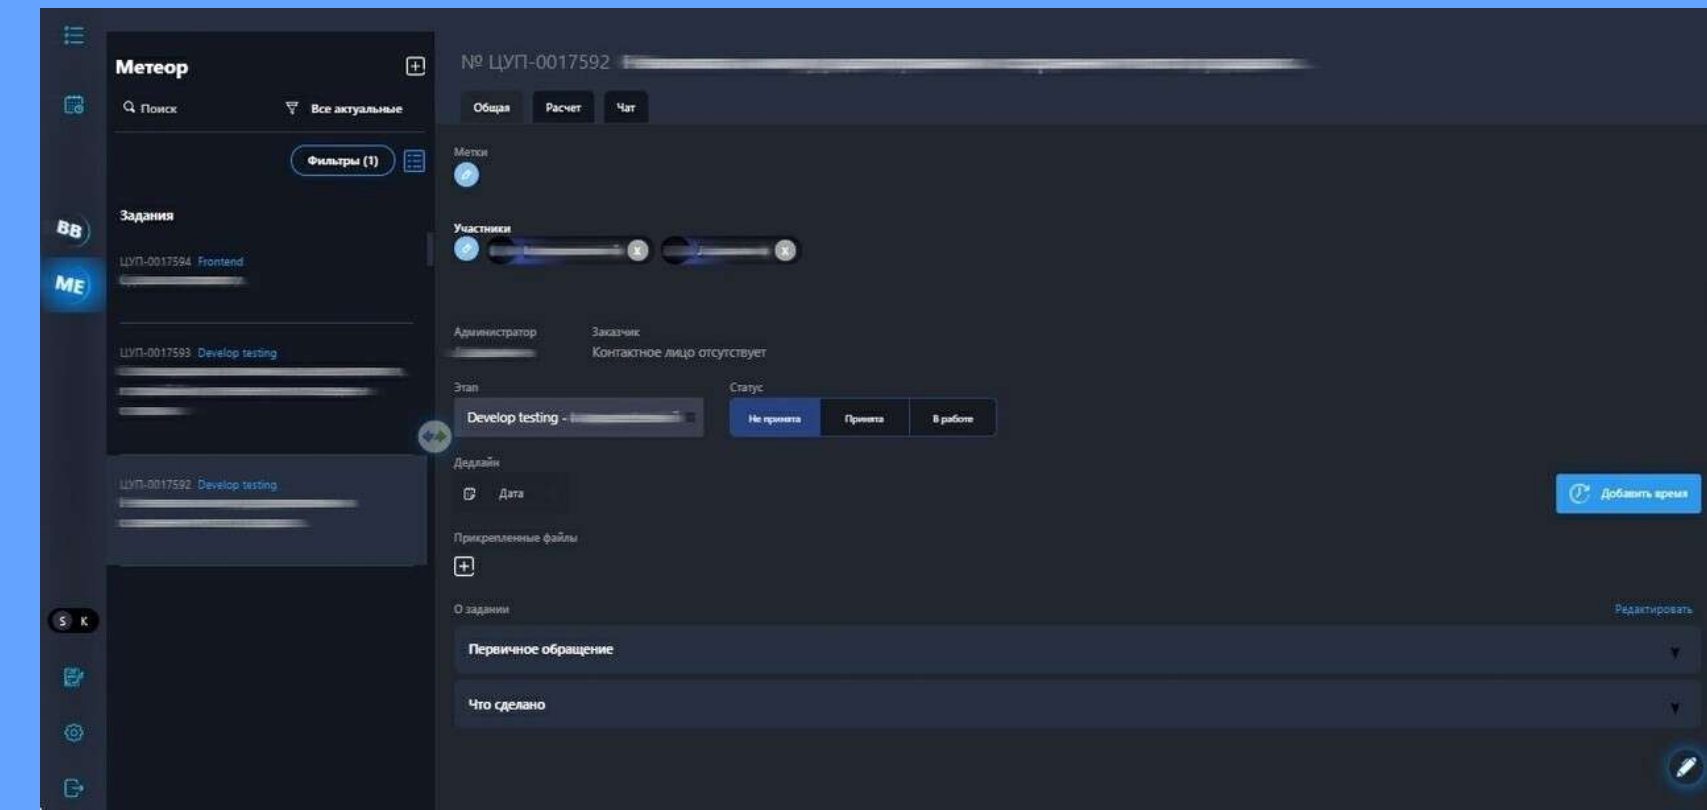 Метеор
№ ЦУП-0017592
Поиск
Все актуальные
Общая
Расчет
Чат
Фильтры (1)
Метки
Задания
BB
Участники
x
x
ЦУП-0017594 Frontend
ME
Администратор
Заказчик
Контактное лицо отсутствует
ЦУП-0017593 Develop testing
Этап
Статус
Develop testing -
Не принята
Принята
В работе
Дедлайн
Дата
ЦУП-0017592 Develop testing
Добавить время
Прикрепленные файлы
О задании
Редактировать
S K
Первичное обращение
Что сделано